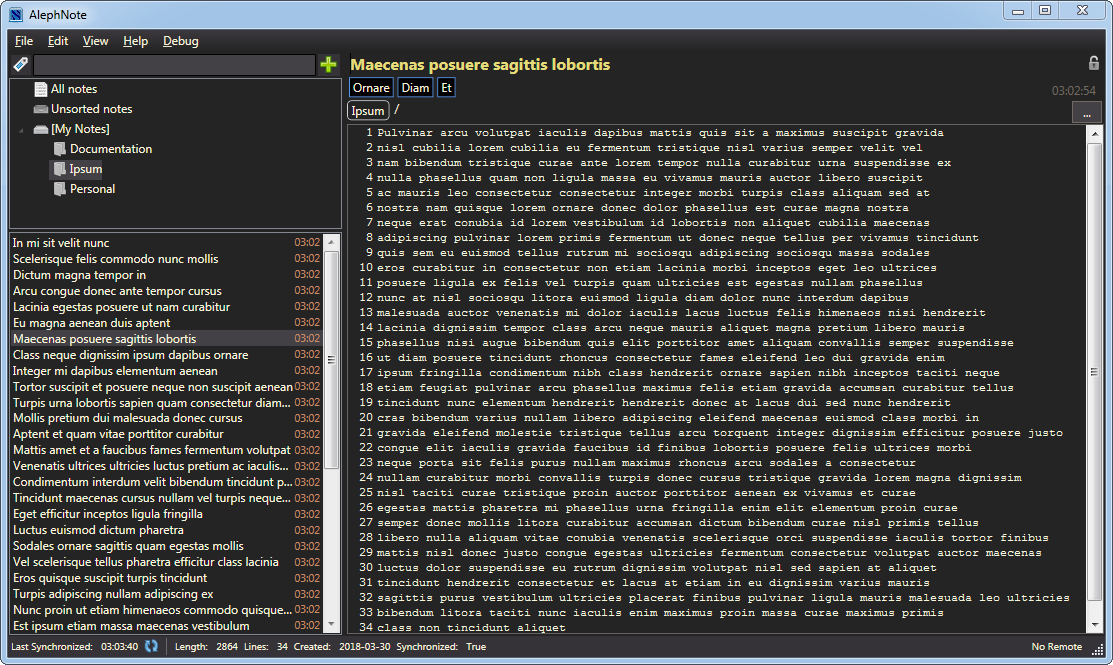 AlephNote
File Edit View Help Debug
All notes
Unsorted notes
[My Notes]
Documentation
Ipsum
Personal
In mi sit velit nunc 03:02
Scelerisque felis commodo nunc mollis 03:02
Dictum magna tempor in 03:02
Arcu congue donec ante tempor cursus 03:02
Lacinia egestas posuere ut nam curabitur 03:02
Eu magna aenean duis aptent 03:02
Maecenas posuere sagittis lobortis 03:02
Class neque dignissim ipsum dapibus ornare 03:02
Integer mi dapibus elementum aenean 03:02
Tortor suscipit et posuere neque non suscipit aenean 03:02
Turpis urna lobortis sapien quam consectetur diam... 03:02
Mollis pretium dui malesuada donec cursus 03:02
Aptent et quam vitae porttitor curabitur 03:02
Mattis amet et a faucibus fames fermentum volutpat 03:02
Venenatis ultrices ultricies luctus pretium ac iaculis... 03:02
Condimentum interdum velit bibendum tincidunt p... 03:02
Tincidunt maecenas cursus nullam vel turpis neque... 03:02
Eget efficitur inceptos ligula fringilla 03:02
Luctus euismod dictum pharetra 03:02
Sodales ornare sagittis quam egestas mollis 03:02
Vel scelerisque tellus pharetra efficitur class lacinia 03:02
Eros quisque suscipit turpis tincidunt 03:02
Turpis adipiscing nullam adipiscing ex 03:02
Nunc proin ut etiam himenaeos commodo quisque... 03:02
Est ipsum etiam massa maecenas vestibulum 03:02
Maecenas posuere sagittis lobortis
Ornare Diam Et
03:02:54
Ipsum /
...
1 Pulvinar arcu volutpat iaculis dapibus mattis quis sit a maximus suscipit gravida
2 nisl cubilia lorem cubilia eu fermentum tristique nisl varius semper velit vel
3 nam bibendum tristique curae ante lorem tempor nulla curabitur urna suspendisse ex
4 nulla phasellus quam non ligula massa eu vivamus mauris auctor libero suscipit
5 ac mauris leo consectetur consectetur integer morbi turpis class aliquam sed at
6 nostra nam quisque lorem ornare donec dolor phasellus est curae magna nostra
7 neque erat conubia id lorem vestibulum id lobortis non aliquet cubilia maecenas
8 adipiscing pulvinar lorem primis fermentum ut donec neque tellus per vivamus tincidunt
9 quis sem eu euismod tellus rutrum mi sociosqu adipiscing sociosqu massa sodales
10 eros curabitur in consectetur non etiam lacinia morbi inceptos eget leo ultrices
11 posuere ligula ex felis vel turpis quam ultricies est egestas nullam phasellus
12 nunc at nisl sociosqu litora euismod ligula diam dolor nunc interdum dapibus
13 malesuada auctor venenatis mi dolor iaculis lacus luctus felis himenaeos nisi hendrerit
14 lacinia dignissim tempor class arcu neque mauris aliquet magna pretium libero mauris
15 phasellus nisi augue bibendum quis elit porttitor amet aliquam convallis semper suspendisse
16 ut diam posuere tincidunt rhoncus consectetur fames eleifend leo dui gravida enim
17 ipsum fringilla condimentum nibh class hendrerit ornare sapien nibh inceptos taciti neque
18 etiam feugiat pulvinar arcu phasellus maximus felis etiam gravida accumsan curabitur tellus
19 tincidunt nunc elementum hendrerit hendrerit donec at lacus dui sed nunc hendrerit
20 cras bibendum varius nullam libero adipiscing eleifend maecenas euismod class morbi in
21 gravida eleifend molestie tristique tellus arcu torquent integer dignissim efficitur posuere justo
22 congue elit iaculis gravida faucibus id finibus lobortis posuere felis ultrices morbi
23 neque porta sit felis purus nullam maximus rhoncus arcu sodales a consectetur
24 nullam curabitur morbi convallis turpis donec cursus tristique gravida lorem magna dignissim
25 nisl taciti curae tristique proin auctor porttitor aenean ex vivamus et curae
26 egestas mattis pharetra mi phasellus urna fringilla enim elit elementum proin curae
27 semper donec mollis litora curabitur accumsan dictum bibendum curae nisl primis tellus
28 libero nulla aliquam vitae conubia venenatis scelerisque orci suspendisse iaculis tortor finibus
29 mattis nisl donec justo congue egestas ultricies fermentum consectetur volutpat auctor maecenas
30 luctus dolor suspendisse eu rutrum dignissim volutpat nisl sed sapien at aliquet
31 tincidunt hendrerit consectetur et lacus at etiam in eu dignissim varius mauris
32 sagittis purus vestibulum ultricies placerat finibus pulvinar ligula mauris malesuada leo ultricies
33 bibendum litora taciti nunc iaculis enim maximus proin massa curae maximus primis
34 class non tincidunt aliquet
Last Synchronized: 03:03:40 Length: 2864 Lines: 34 Created: 2018-03-30 Synchronized: True No Remote